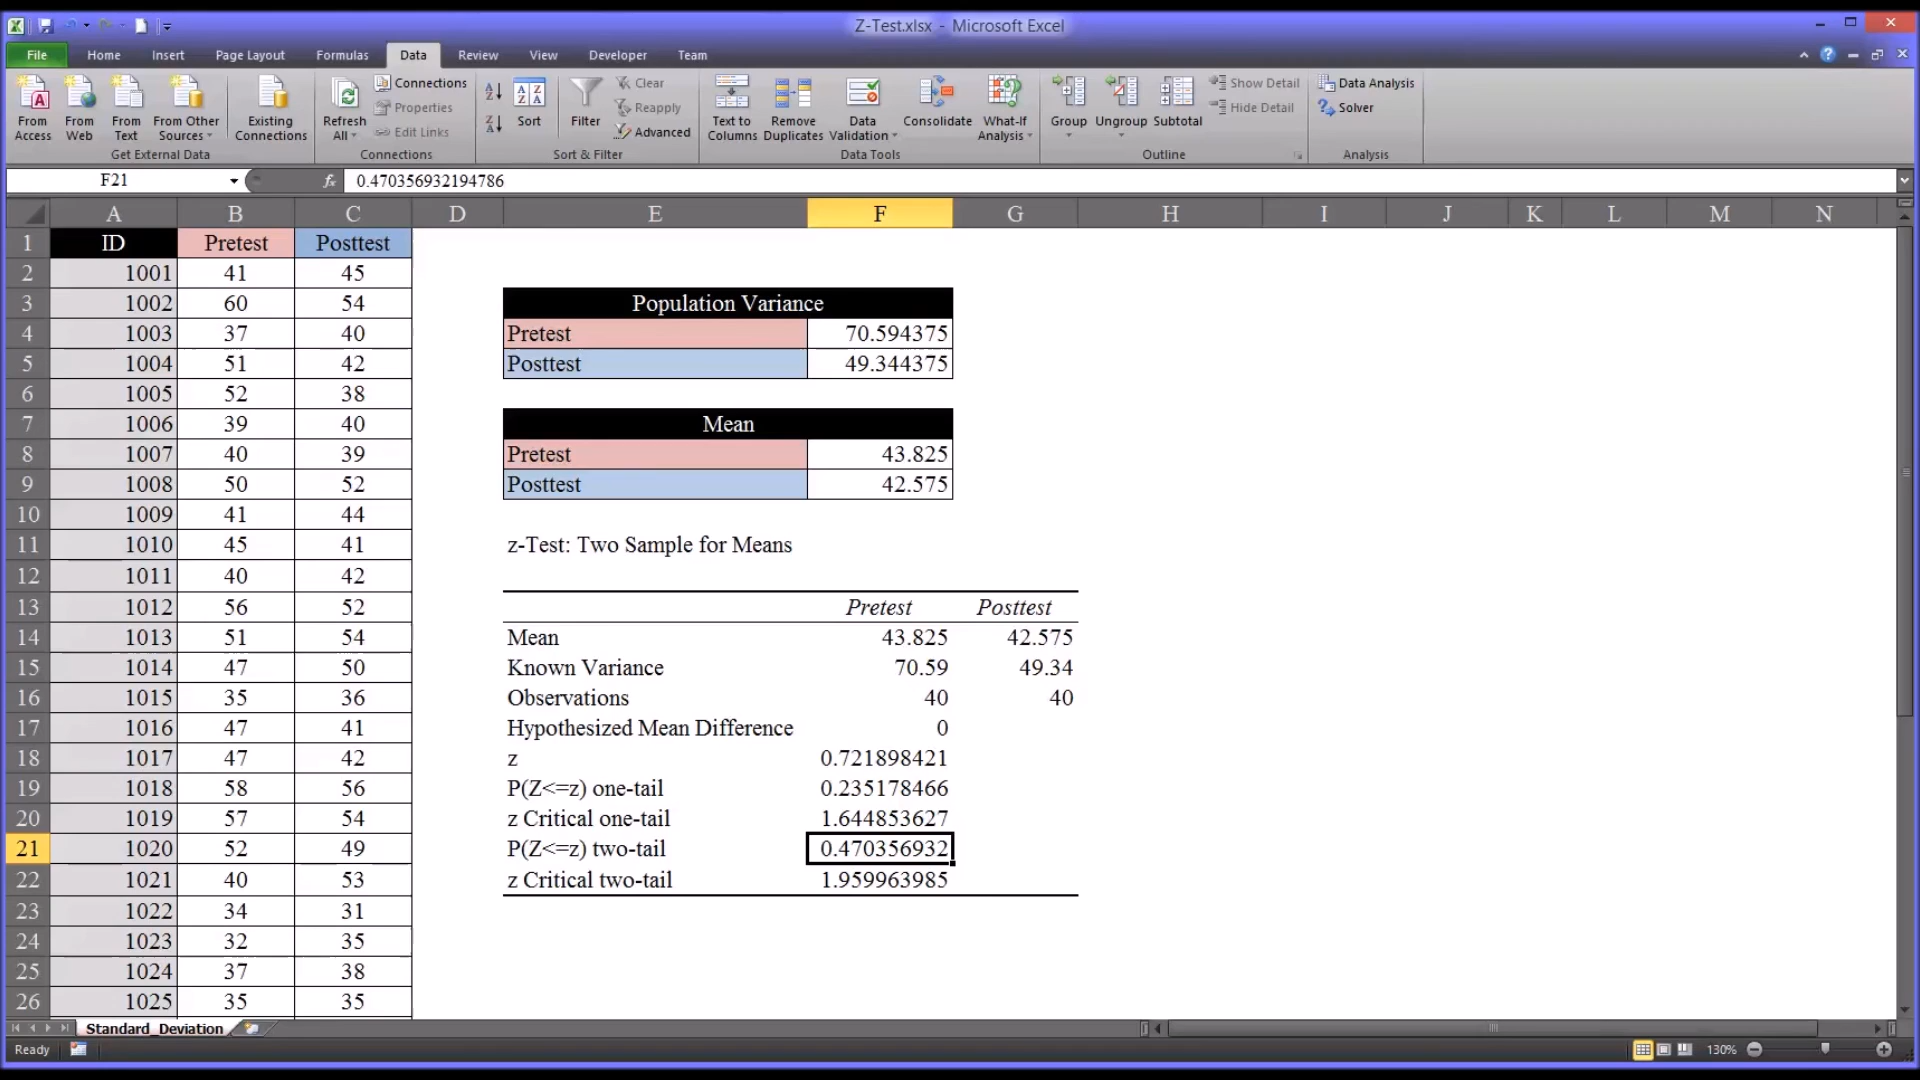 Z-Test.xlsx - Microsoft Excel
File Home Insert Page Layout Formulas Data Review View Developer Team
From Access
From Web
From Text
From Other Sources
Existing Connections
Get External Data
Refresh All
Connections
Properties
Edit Links
Connections
Sort
Filter
Clear
Reapply
Advanced
Sort & Filter
Text to Columns
Remove Duplicates
Data Validation
Consolidate
What-If Analysis
Data Tools
Group
Ungroup
Subtotal
Show Detail
Hide Detail
Outline
Data Analysis
Solver
Analysis
F21 fx 0.470356932194786
A B C D E F G H I J K L M N
1 ID Pretest Posttest
2 1001 41 45
3 1002 60 54 Population Variance
4 1003 37 40 Pretest 70.594375
5 1004 51 42 Posttest 49.344375
6 1005 52 38
7 1006 39 40 Mean
8 1007 40 39 Pretest 43.825
9 1008 50 52 Posttest 42.575
10 1009 41 44
11 1010 45 41 z-Test: Two Sample for Means
12 1011 40 42
13 1012 56 52 Pretest Posttest
14 1013 51 54 Mean 43.825 42.575
15 1014 47 50 Known Variance 70.59 49.34
16 1015 35 36 Observations 40 40
17 1016 47 41 Hypothesized Mean Difference 0
18 1017 47 42 z 0.721898421
19 1018 58 56 P(Z<=z) one-tail 0.235178466
20 1019 57 54 z Critical one-tail 1.644853627
21 1020 52 49 P(Z<=z) two-tail 0.470356932
22 1021 40 53 z Critical two-tail 1.959963985
23 1022 34 31
24 1023 32 35
25 1024 37 38
26 1025 35 35
Standard_Deviation
Ready 130%